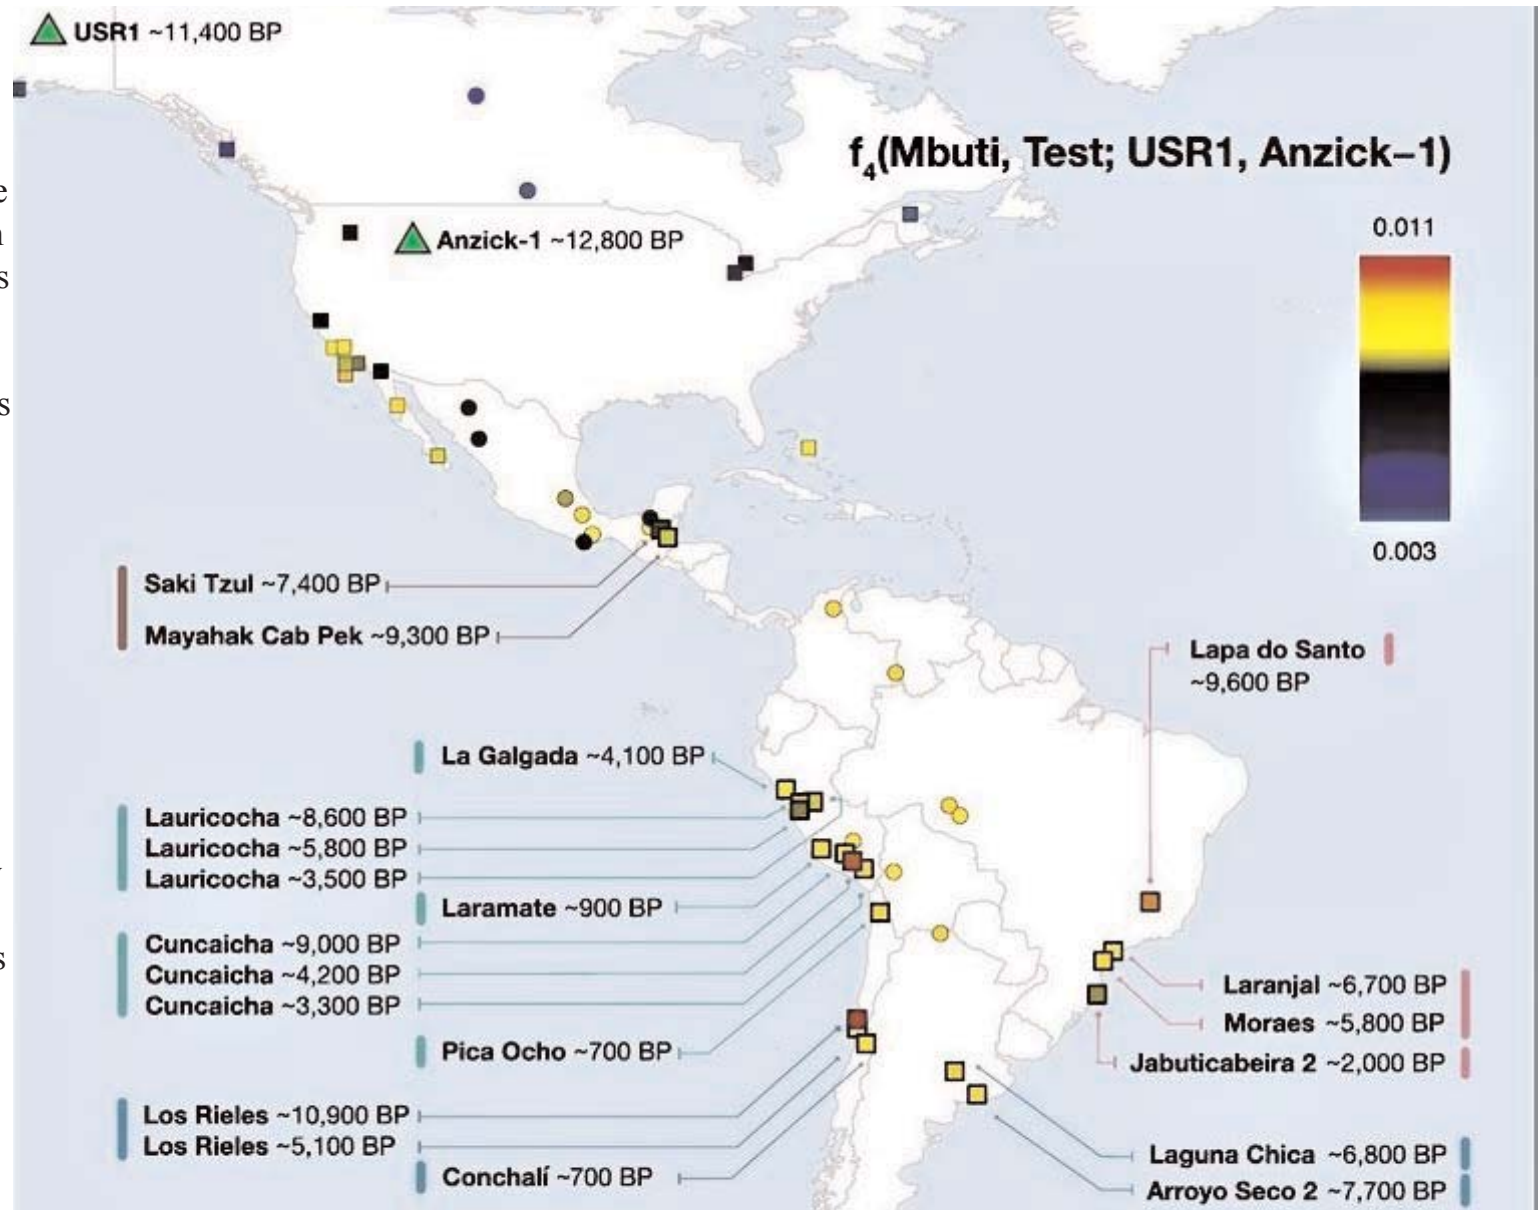 USR1 ~11,400 BP
f4(Mbuti, Test; USR1, Anzick–1)
e
n
s
Anzick-1 ~12,800 BP
0.011
s
0.003
Saki Tzul ~7,400 BP
Mayahak Cab Pek ~9,300 BP
Lapa do Santo
~9,600 BP
La Galgada ~4,100 BP
Lauricocha ~8,600 BP
Lauricocha ~5,800 BP
Lauricocha ~3,500 BP
Laramate ~900 BP
Cuncaicha ~9,000 BP
s
Cuncaicha ~4,200 BP
Cuncaicha ~3,300 BP
Laranjal ~6,700 BP
Moraes ~5,800 BP
Pica Ocho ~700 BP
Jabuticabeira 2 ~2,000 BP
Los Rieles ~10,900 BP
Los Rieles ~5,100 BP
Conchalí ~700 BP
Laguna Chica ~6,800 BP
Arroyo Seco 2 ~7,700 BP